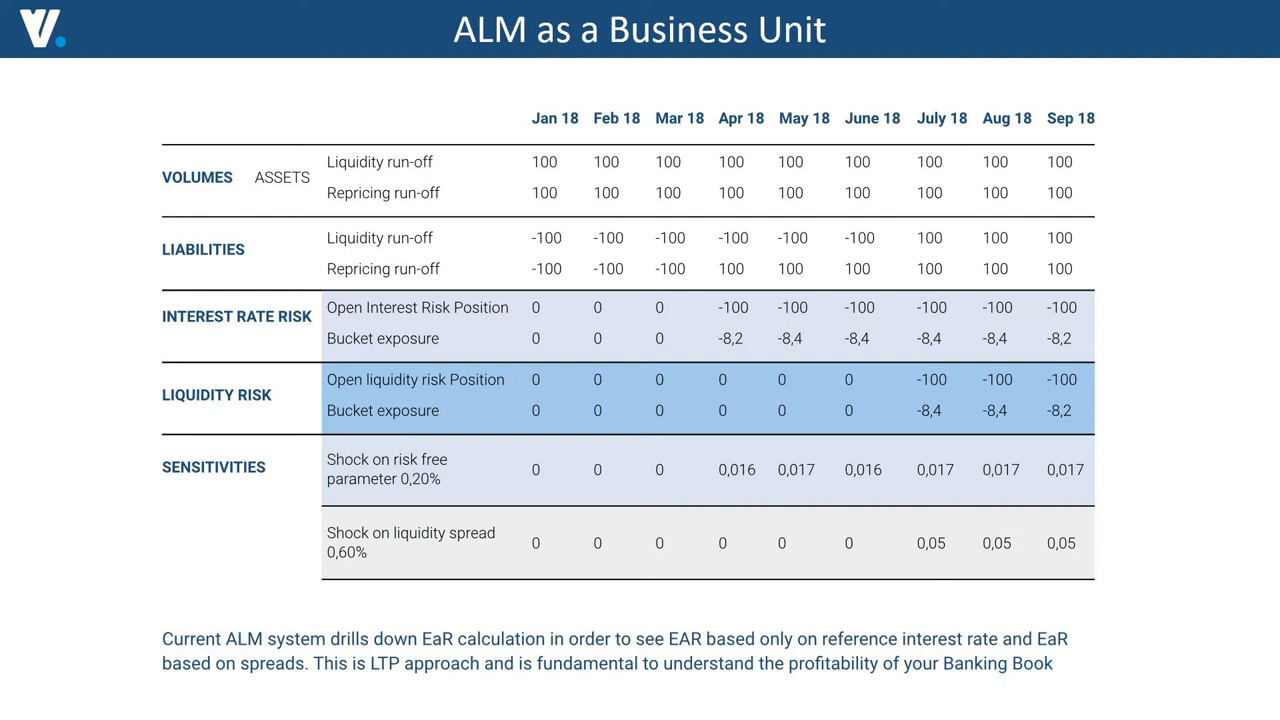 ALM as a Business Unit
Jan 18 Feb 18 Mar 18 Apr 18 May 18 June 18 July 18 Aug 18 Sep 18
VOLUMES ASSETS
Liquidity run-off 100 100 100 100 100 100 100 100 100
Repricing run-off 100 100 100 100 100 100 100 100 100
LIABILITIES
Liquidity run-off -100 -100 -100 -100 -100 -100 100 100 100
Repricing run-off -100 -100 -100 100 100 100 100 100 100
INTEREST RATE RISK
Open Interest Risk Position 0 0 0 -100 -100 -100 -100 -100 -100
Bucket exposure 0 0 0 -8,2 -8,4 -8,4 -8,4 -8,4 -8,2
LIQUIDITY RISK
Open liquidity risk Position 0 0 0 0 0 0 -100 -100 -100
Bucket exposure 0 0 0 0 0 0 -8,4 -8,4 -8,2
SENSITIVITIES
Shock on risk free
parameter 0,20% 0 0 0 0,016 0,017 0,016 0,017 0,017 0,017
Shock on liquidity spread
0,60% 0 0 0 0 0 0 0,05 0,05 0,05
Current ALM system drills down EaR calculation in order to see EAR based only on reference interest rate and EaR
based on spreads. This is LTP approach and is fundamental to understand the profitability of your Banking Book